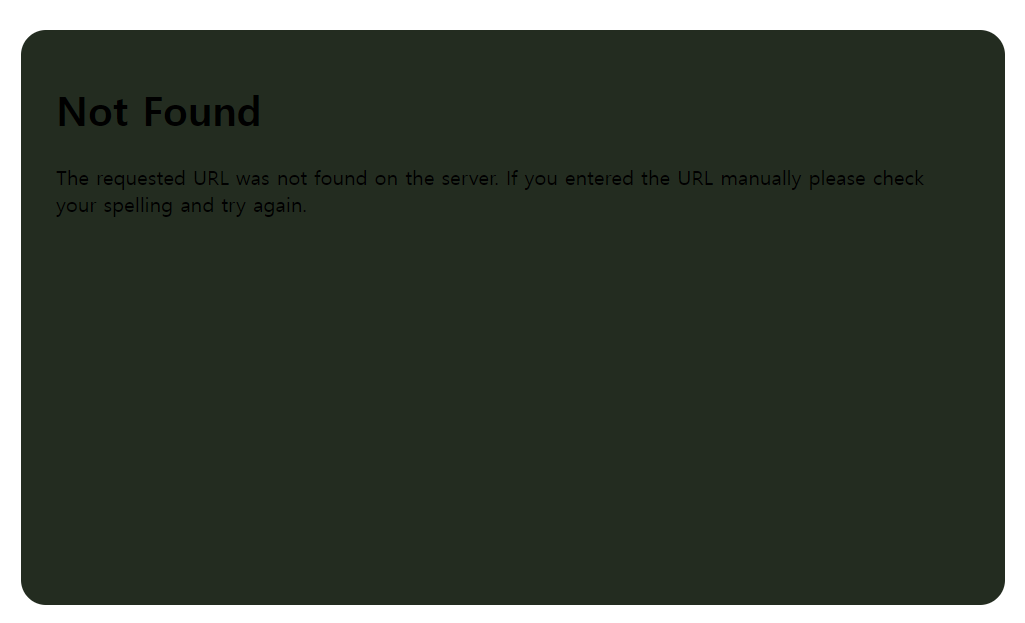 Not Found
The requested URL was not found on the server. If you entered the URL manually please check
your spelling and try again.